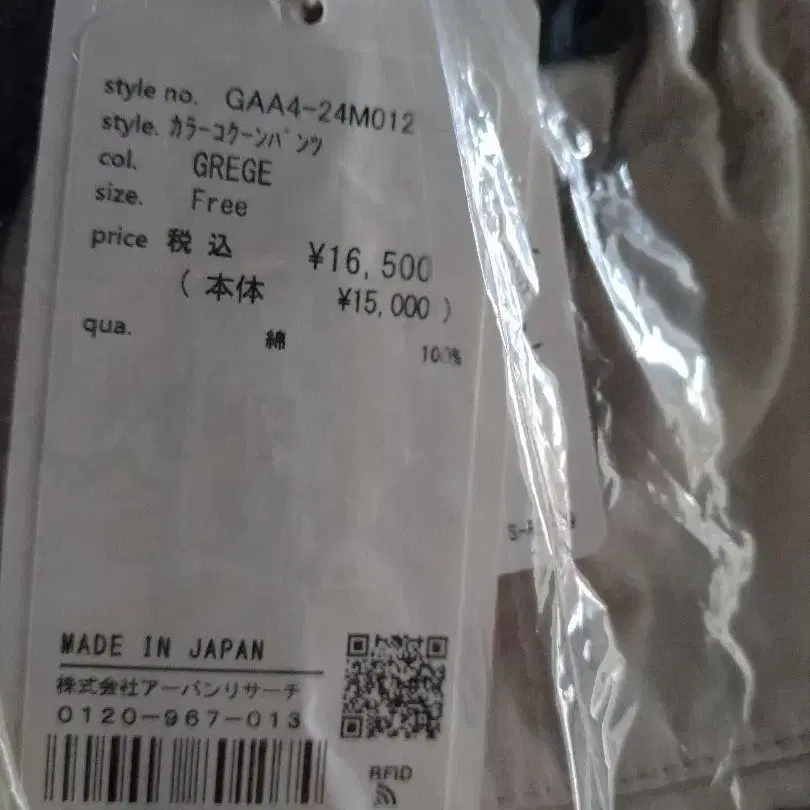 style no. GAA4-24M012
style. ｶﾗｰｺｸｰﾝﾊﾟﾝﾂ
col. GREGE
size. Free
price 税込 ¥16,500
(本体 ¥15,000)
qua.
綿 100%
MADE IN JAPAN
株式会社アーバンリサーチ
0120-967-013
RFID